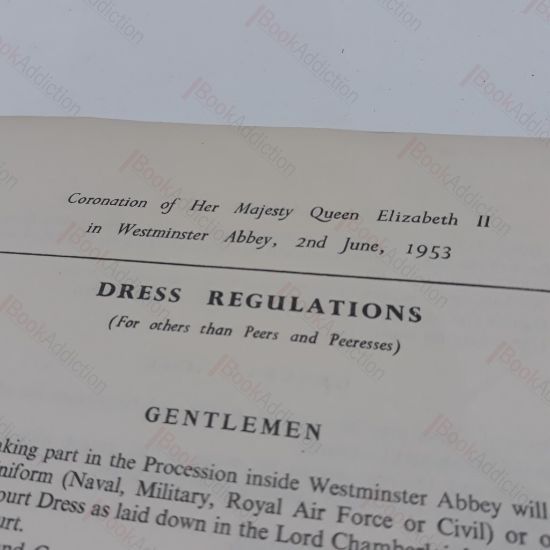 Coronation of Her Majesty Queen Elizabeth II
in Westminster Abbey, 2nd June, 1953
DRESS REGULATIONS
(For others than Peers and Peeresses)
GENTLEMEN
aking part in the Procession inside Westminster Abbey will
niform (Naval, Military, Royal Air Force or Civil) or
ourt Dress as laid down in the Lord
urt.
BookAddiction